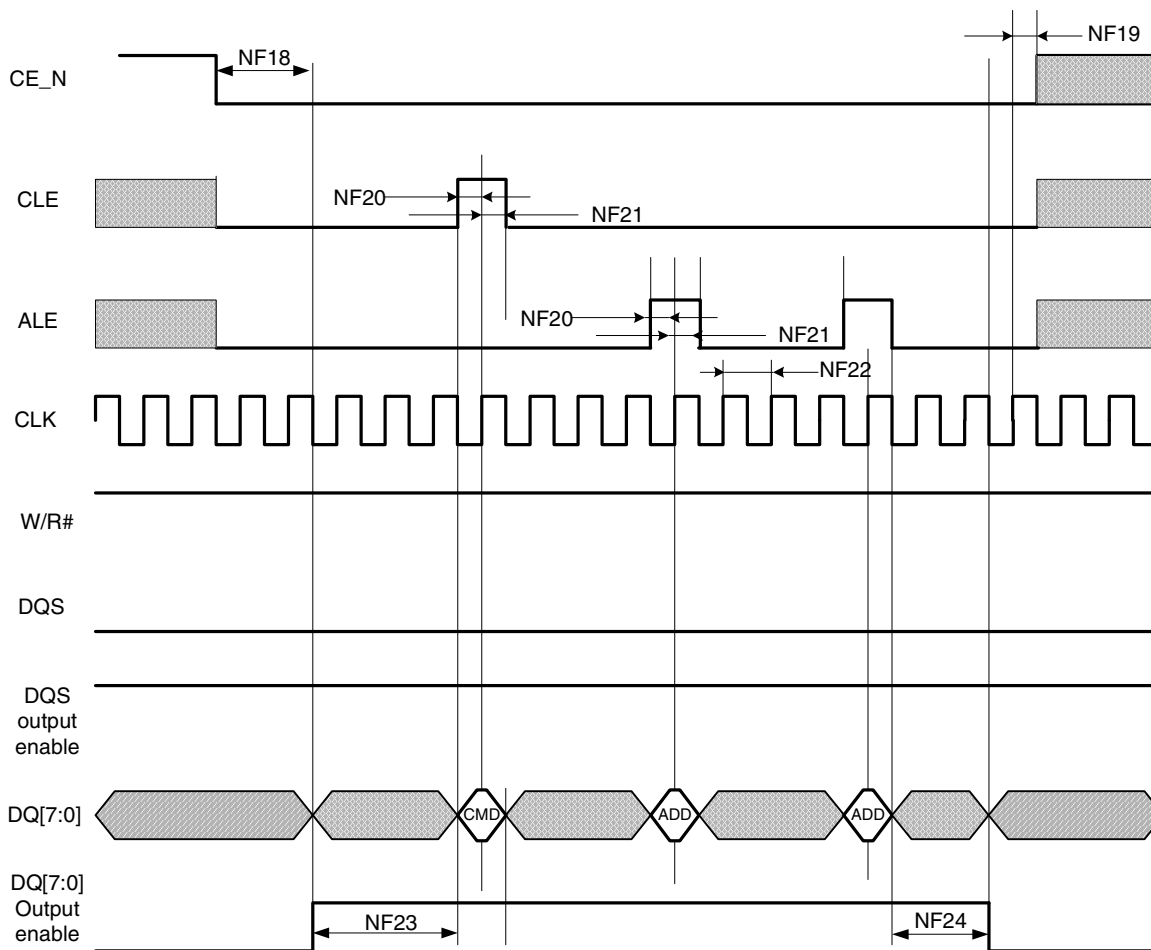 NF19
NF18
CE_N
CLE
NF20
NF21
ALE
NF20
NF21
NF22
CLK
W/R#
DQS
DQS
output
enable
DQ[7:0]
CMD
ADD
ADD
DQ[7:0]
Output
enable
NF23
NF24